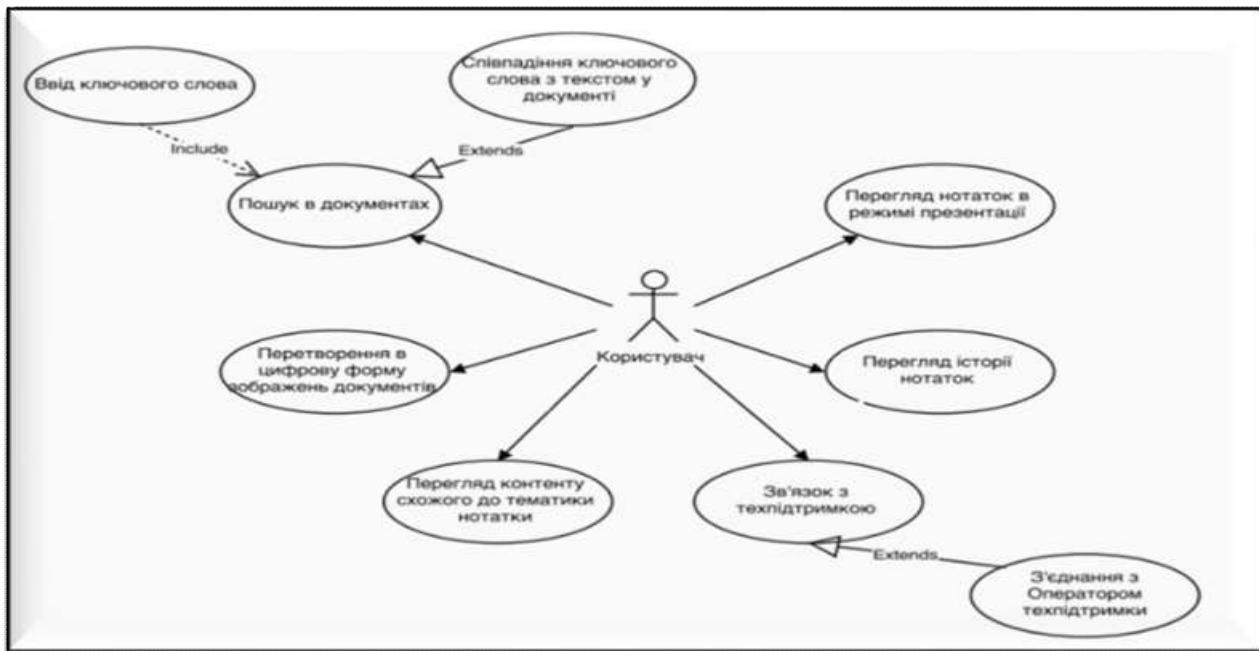 Ввід ключового слова
Співпадіння ключового
слова з текстом у
документі
Include
Extends
Пошук в документах
Перегляд нотаток в
режимі презентації
Користувач
Перетворення в
цифрову форму
зображень документів
Перегляд історії
нотаток
Перегляд контенту
схожого до тематики
нотатки
Зв'язок з
техпідтримкою
Extends
З'єднання з
Оператором
техпідтримки